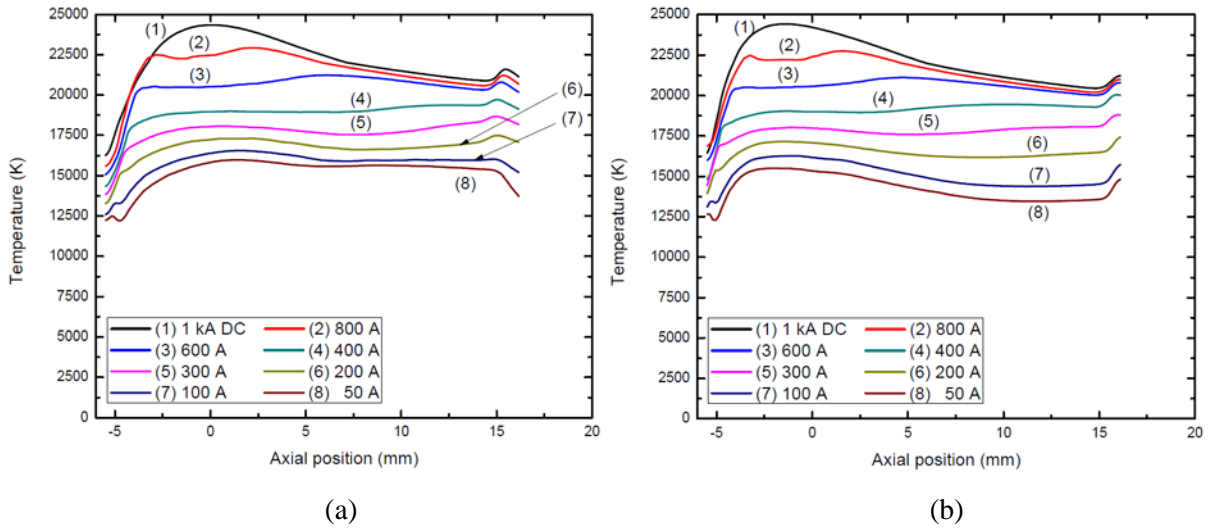 25000
22500
20000
17500
15000
12500
10000
7500
5000
2500
0
Temperature (K)
(1)
(2)
(3)
(4)
(5)
(6)
(7)
(8)
(1) 1 kA DC (2) 800 A
(3) 600 A (4) 400 A
(5) 300 A (6) 200 A
(7) 100 A (8) 50 A
-5 0 5 10 15 20
Axial position (mm)
(a)
25000
22500
20000
17500
15000
12500
10000
7500
5000
2500
0
Temperature (K)
(1)
(2)
(3)
(4)
(5)
(6)
(7)
(8)
(1) 1 kA DC (2) 800 A
(3) 600 A (4) 400 A
(5) 300 A (6) 200 A
(7) 100 A (8) 50 A
-5 0 5 10 15 20
Axial position (mm)
(b)